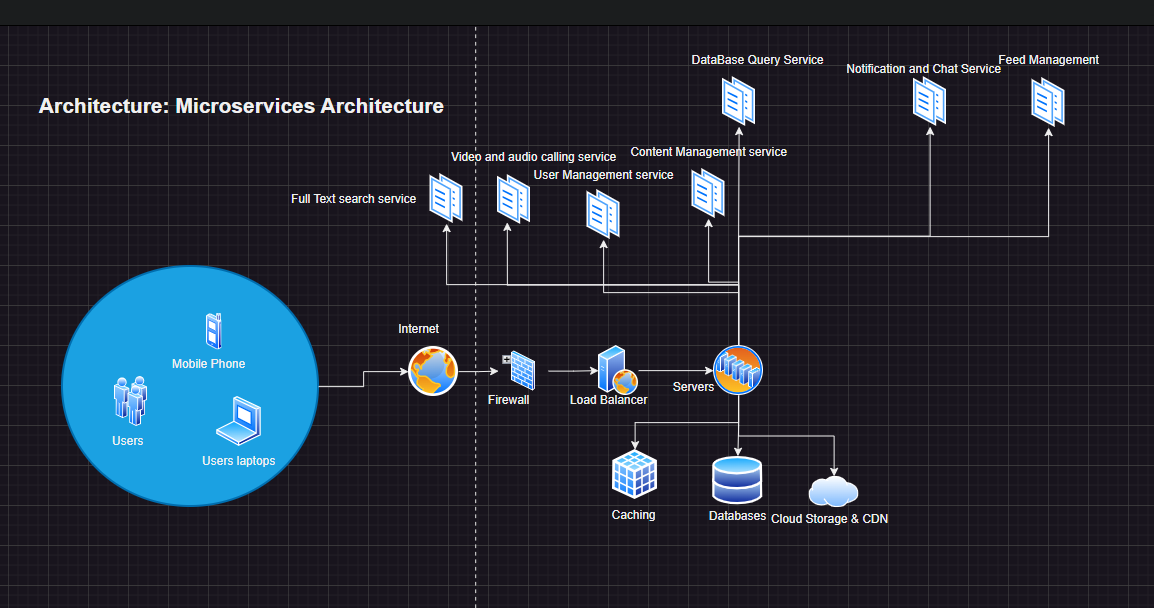 DataBase Query Service
Notification and Chat Service
Feed Management
Architecture: Microservices Architecture
Video and audio calling service
Content Management service
User Management service
Full Text search service
Internet
Mobile Phone
Users
Users laptops
Firewall
Load Balancer
Servers
Caching
Databases
Cloud Storage & CDN